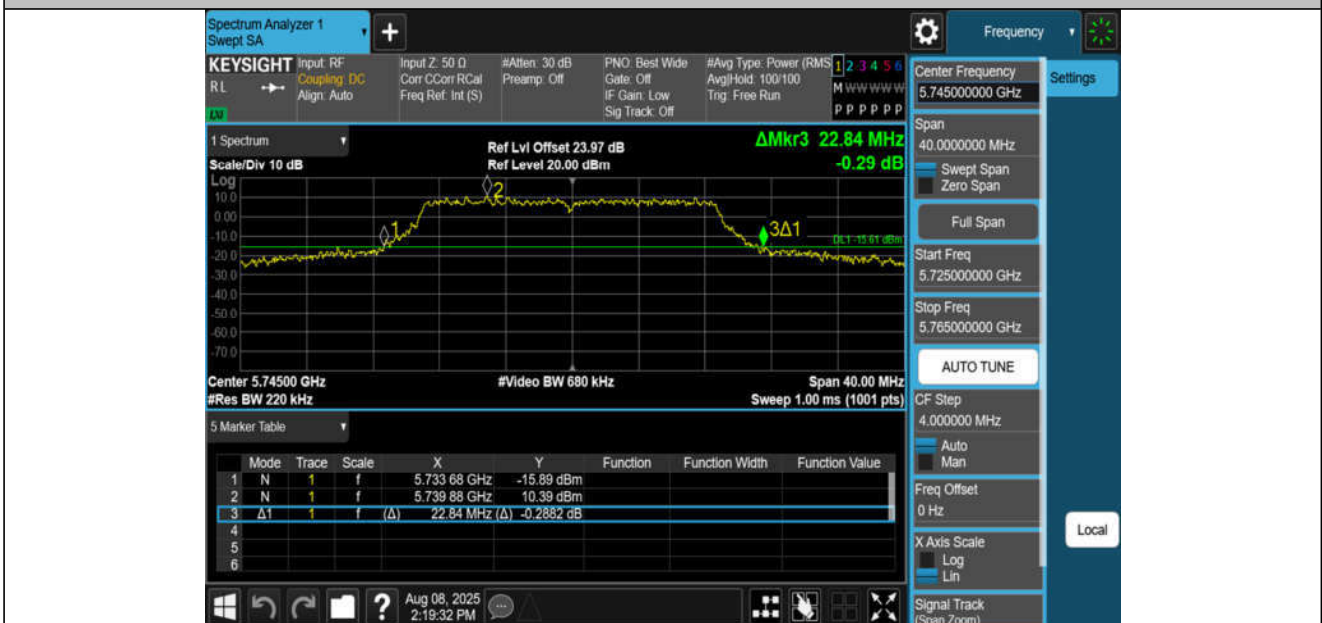 Spectrum Analyzer 1
Swept SA
Frequency
KEYSIGHT
RL
LU
Input: RF
Coupling: DC
Align: Auto
Input Z: 50 Ω
Corr CCorr RCal
Freq Ref: Int (S)
#Atten: 30 dB
Preamp: Off
PNO: Best Wide
Gate: Off
IF Gain: Low
Sig Track: Off
#Avg Type: Power (RMS
Avg|Hold: 100/100
Trig: Free Run
1 2 3 4 5 6
M W W W W W
P P P P P P
1 Spectrum
Scale/Div 10 dB
Ref Lvl Offset 23.97 dB
Ref Level 20.00 dBm
ΔMkr3 22.84 MHz
-0.29 dB
Log
10.0
0.00
-10.0
-20.0
-30.0
-40.0
-50.0
-60.0
-70.0
1
2
3Δ1
DL1 -15.61 dBm
Center 5.74500 GHz
#Video BW 680 kHz
Span 40.00 MHz
#Res BW 220 kHz
Sweep 1.00 ms (1001 pts)
5 Marker Table
Mode Trace Scale X Y Function Function Width Function Value
1 N 1 f 5.733 68 GHz -15.89 dBm
2 N 1 f 5.739 88 GHz 10.39 dBm
3 Δ1 1 f (Δ) 22.84 MHz (Δ) -0.2882 dB
4
5
6
?
Aug 08, 2025
2:19:32 PM
Center Frequency
5.745000000 GHz
Span
40.0000000 MHz
Swept Span
Zero Span
Full Span
Start Freq
5.725000000 GHz
Stop Freq
5.765000000 GHz
AUTO TUNE
CF Step
4.000000 MHz
Auto
Man
Freq Offset
0 Hz
X Axis Scale
Log
Lin
Signal Track
(Span Zoom)
Settings
Local